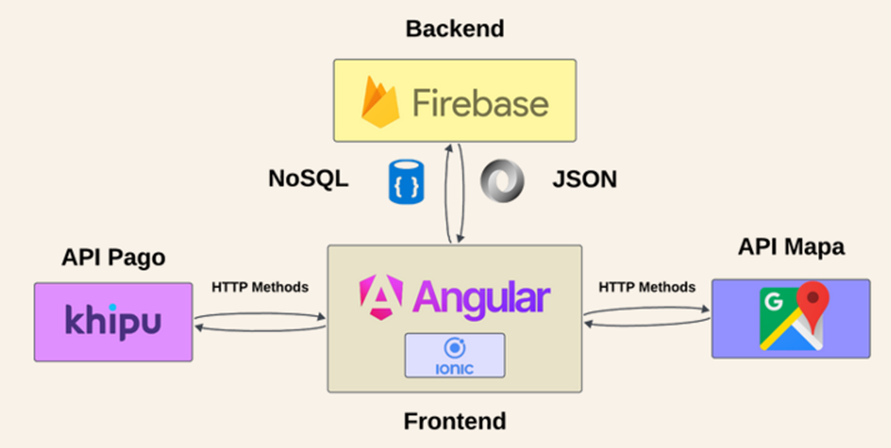 Backend
Firebase
NoSQL
{ }
JSON
API Pago
API Mapa
HTTP Methods
HTTP Methods
khipu
Angular
G
IONIC
Frontend